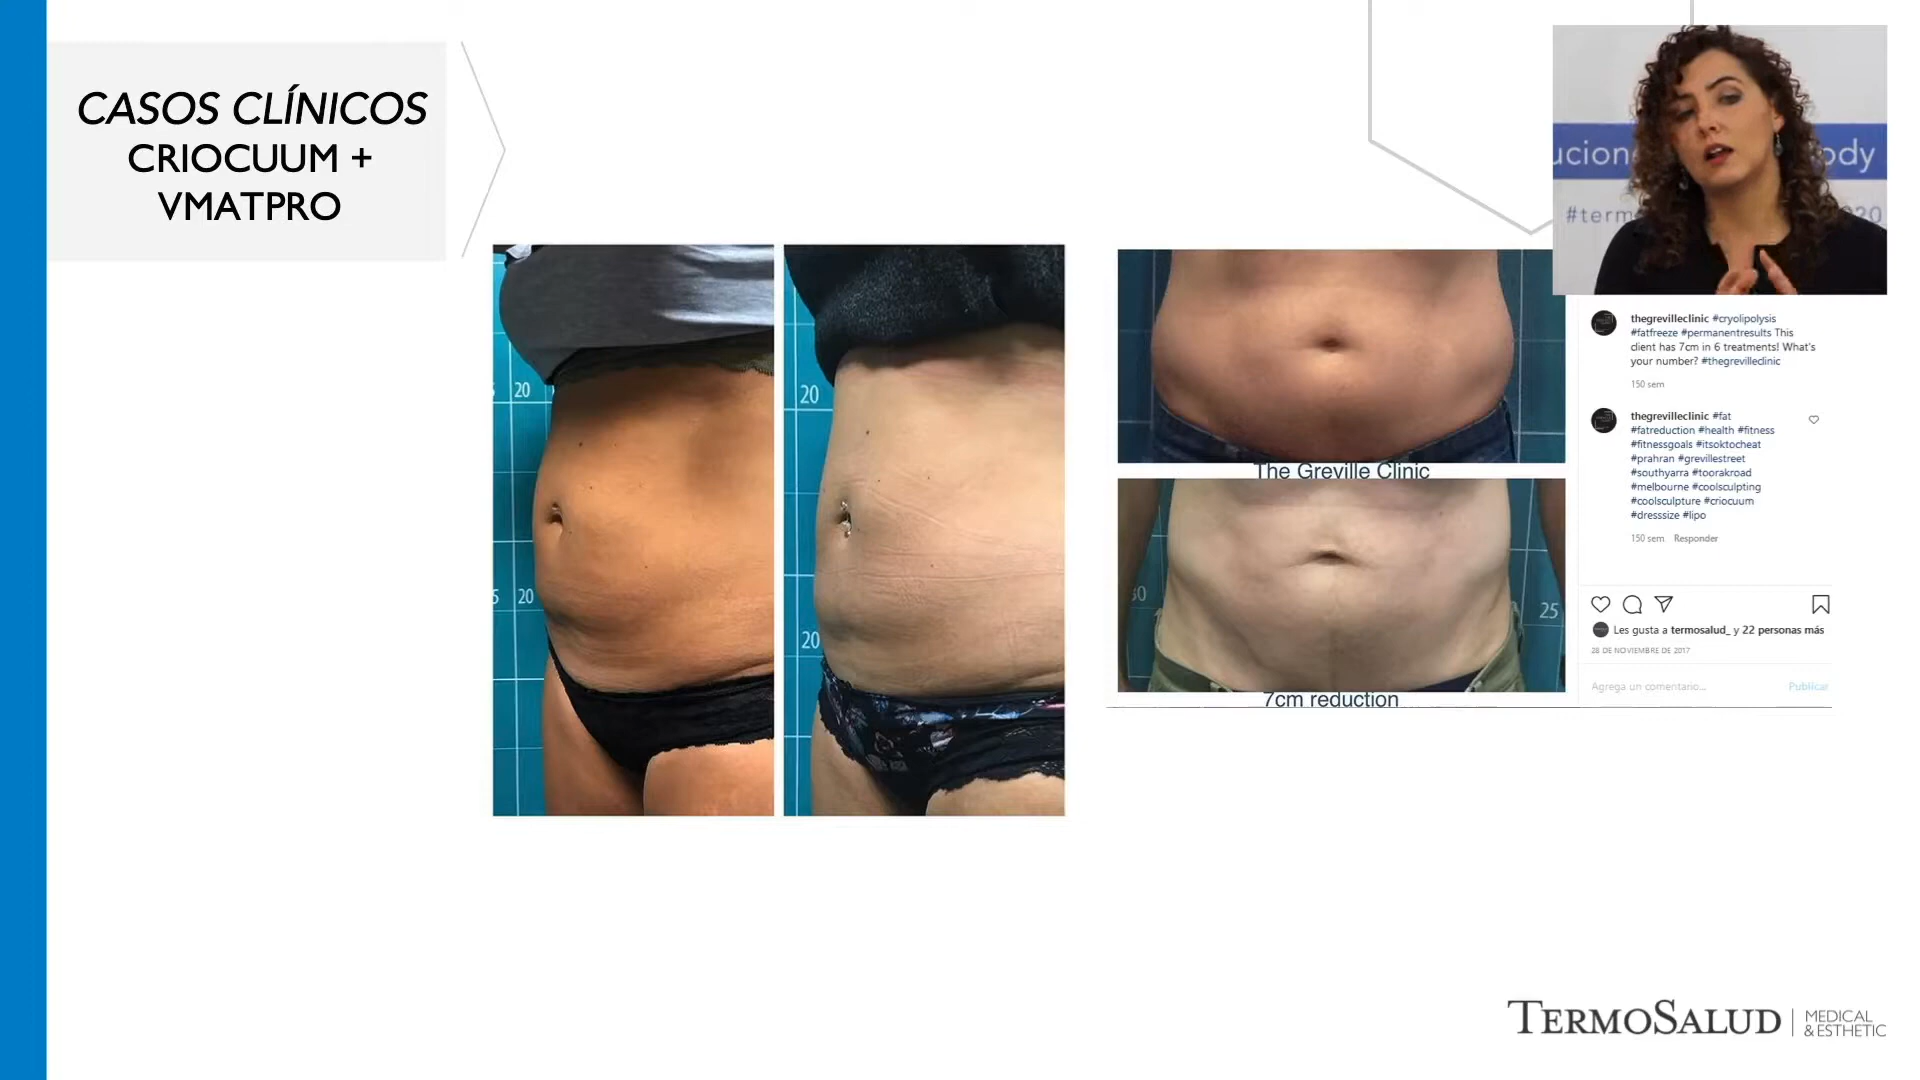 CASOS CLÍNICOS
CRIOCUUM +
VMATPRO
ody
#term
20
20
20
20
20
The Greville Clinic
30
25
7cm reduction
thegrevilleclinic #cryolipolysis
#fatfreeze #permanentresults This
client has 7cm in 6 treatments! What's
your number? #thegrevilleclinic
150 sem
thegrevilleclinic #fat
#fatreduction #health #fitness
#fitnessgoals #itsoktocheat
#prahran #grevillestreet
#southyarra #toorakroad
#melbourne #coolsculpting
#coolsculpture #criocuum
#dresssize #lipo
150 sem Responder
Les gusta a termosalud_ y 22 personas más
28 DE NOVIEMBRE DE 2017
Agrega un comentario... Publicar
TERMOSALUD | MEDICAL
&ESTHETIC